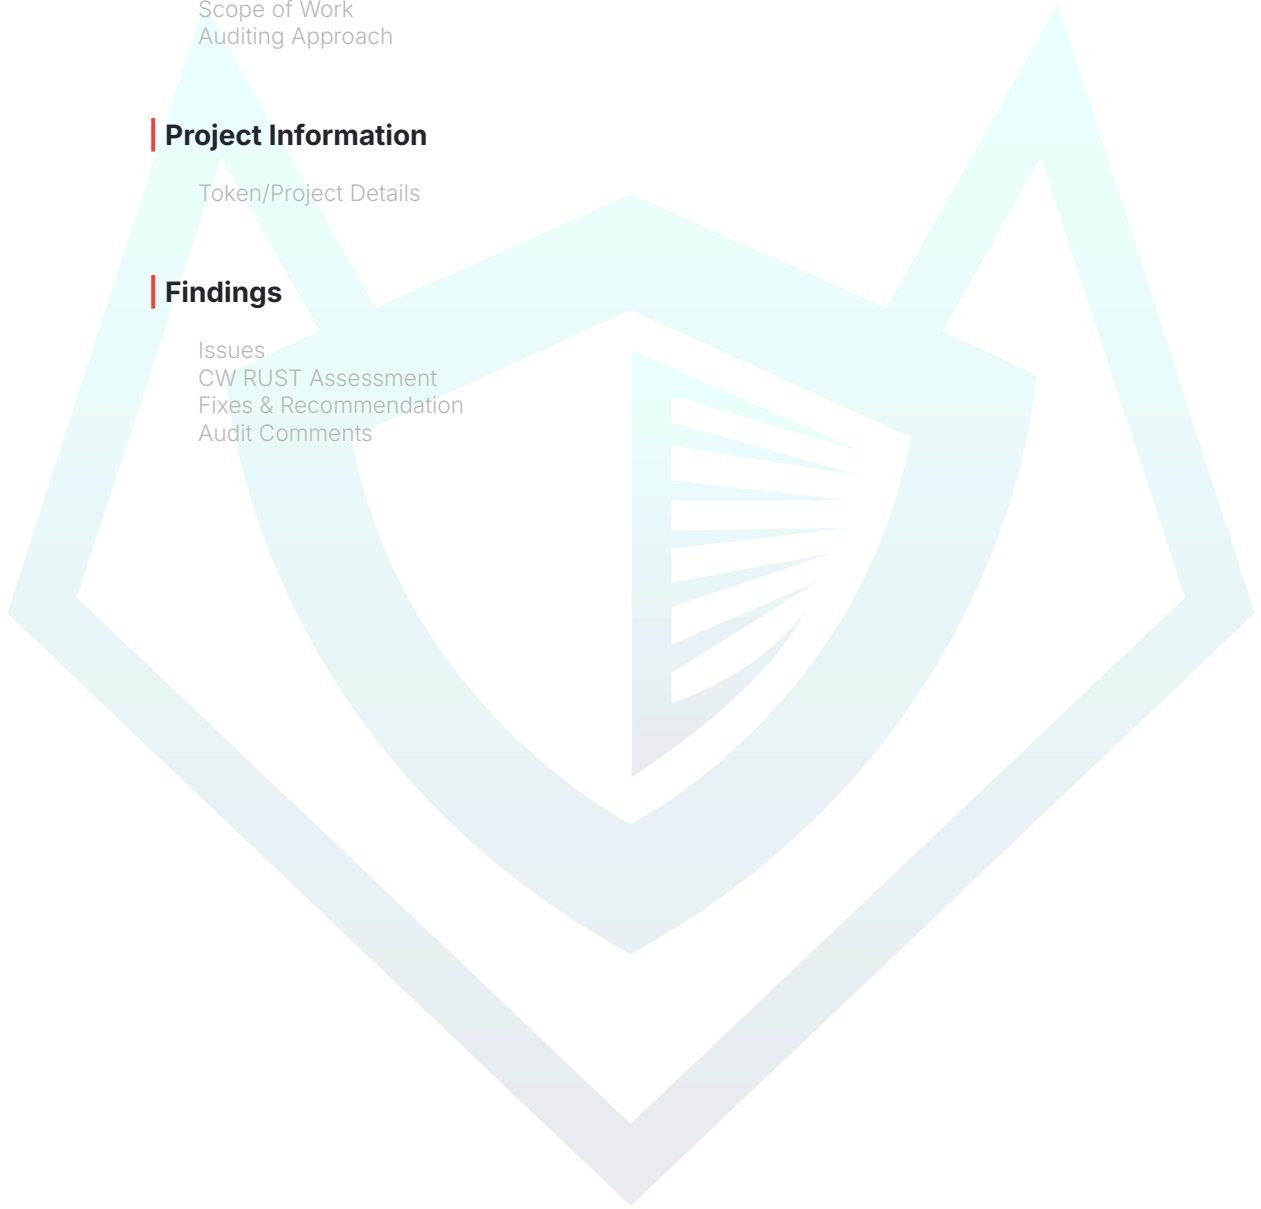 Scope of Work
Auditing Approach
Project Information
Token/Project Details
Findings
Issues
CW RUST Assessment
Fixes & Recommendation
Audit Comments